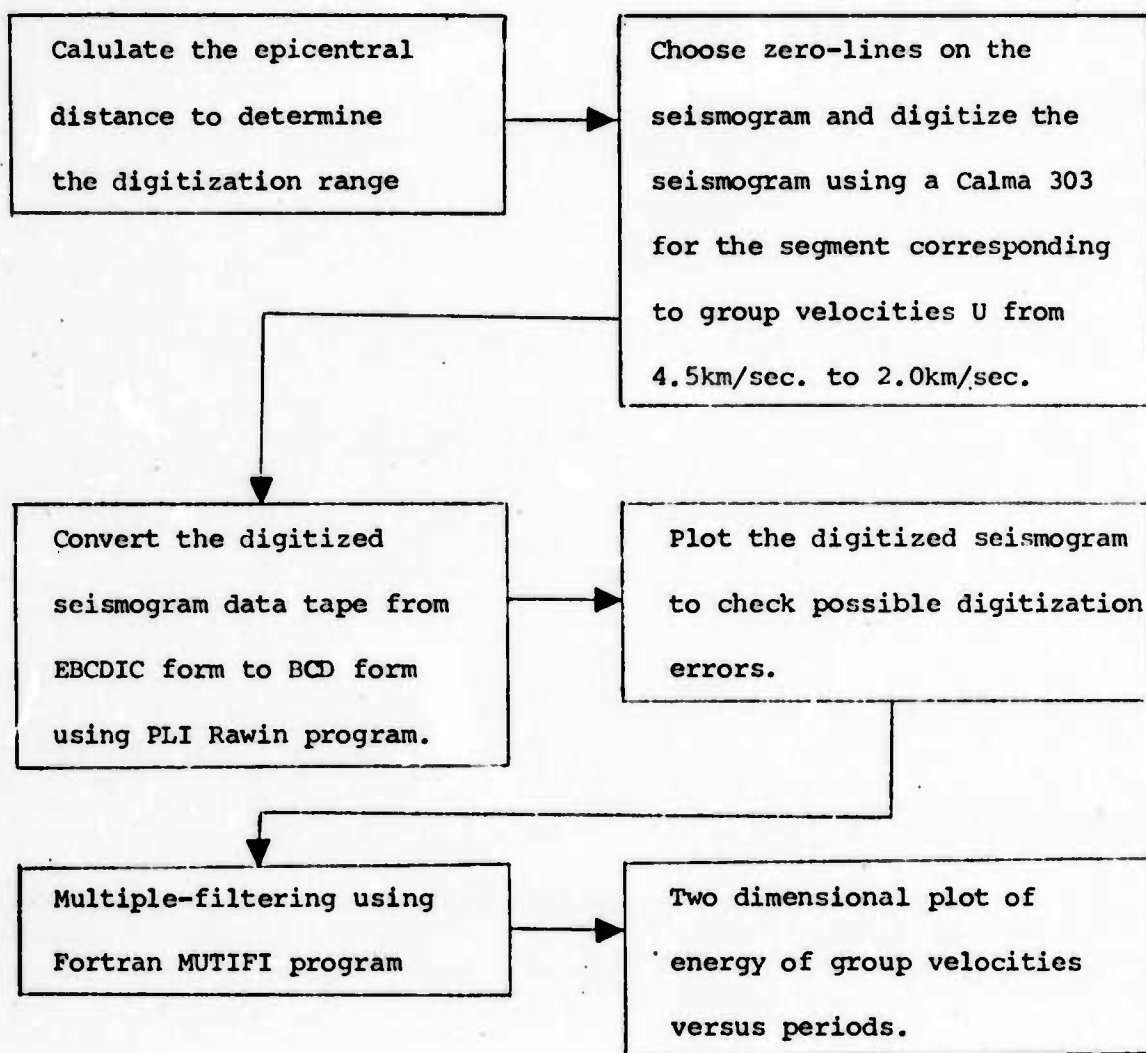 Calulate the epicentral
distance to determine
the digitization range
Choose zero-lines on the
seismogram and digitize the
seismogram using a Calma 303
for the segment corresponding
to group velocities U from
4.5km/sec. to 2.0km/sec.
Convert the digitized
seismogram data tape from
EBCDIC form to BCD form
using PLI Rawin program.
Plot the digitized seismogram
to check possible digitization
errors.
Multiple-filtering using
Fortran MUTIFI program
Two dimensional plot of
energy of group velocities
versus periods.